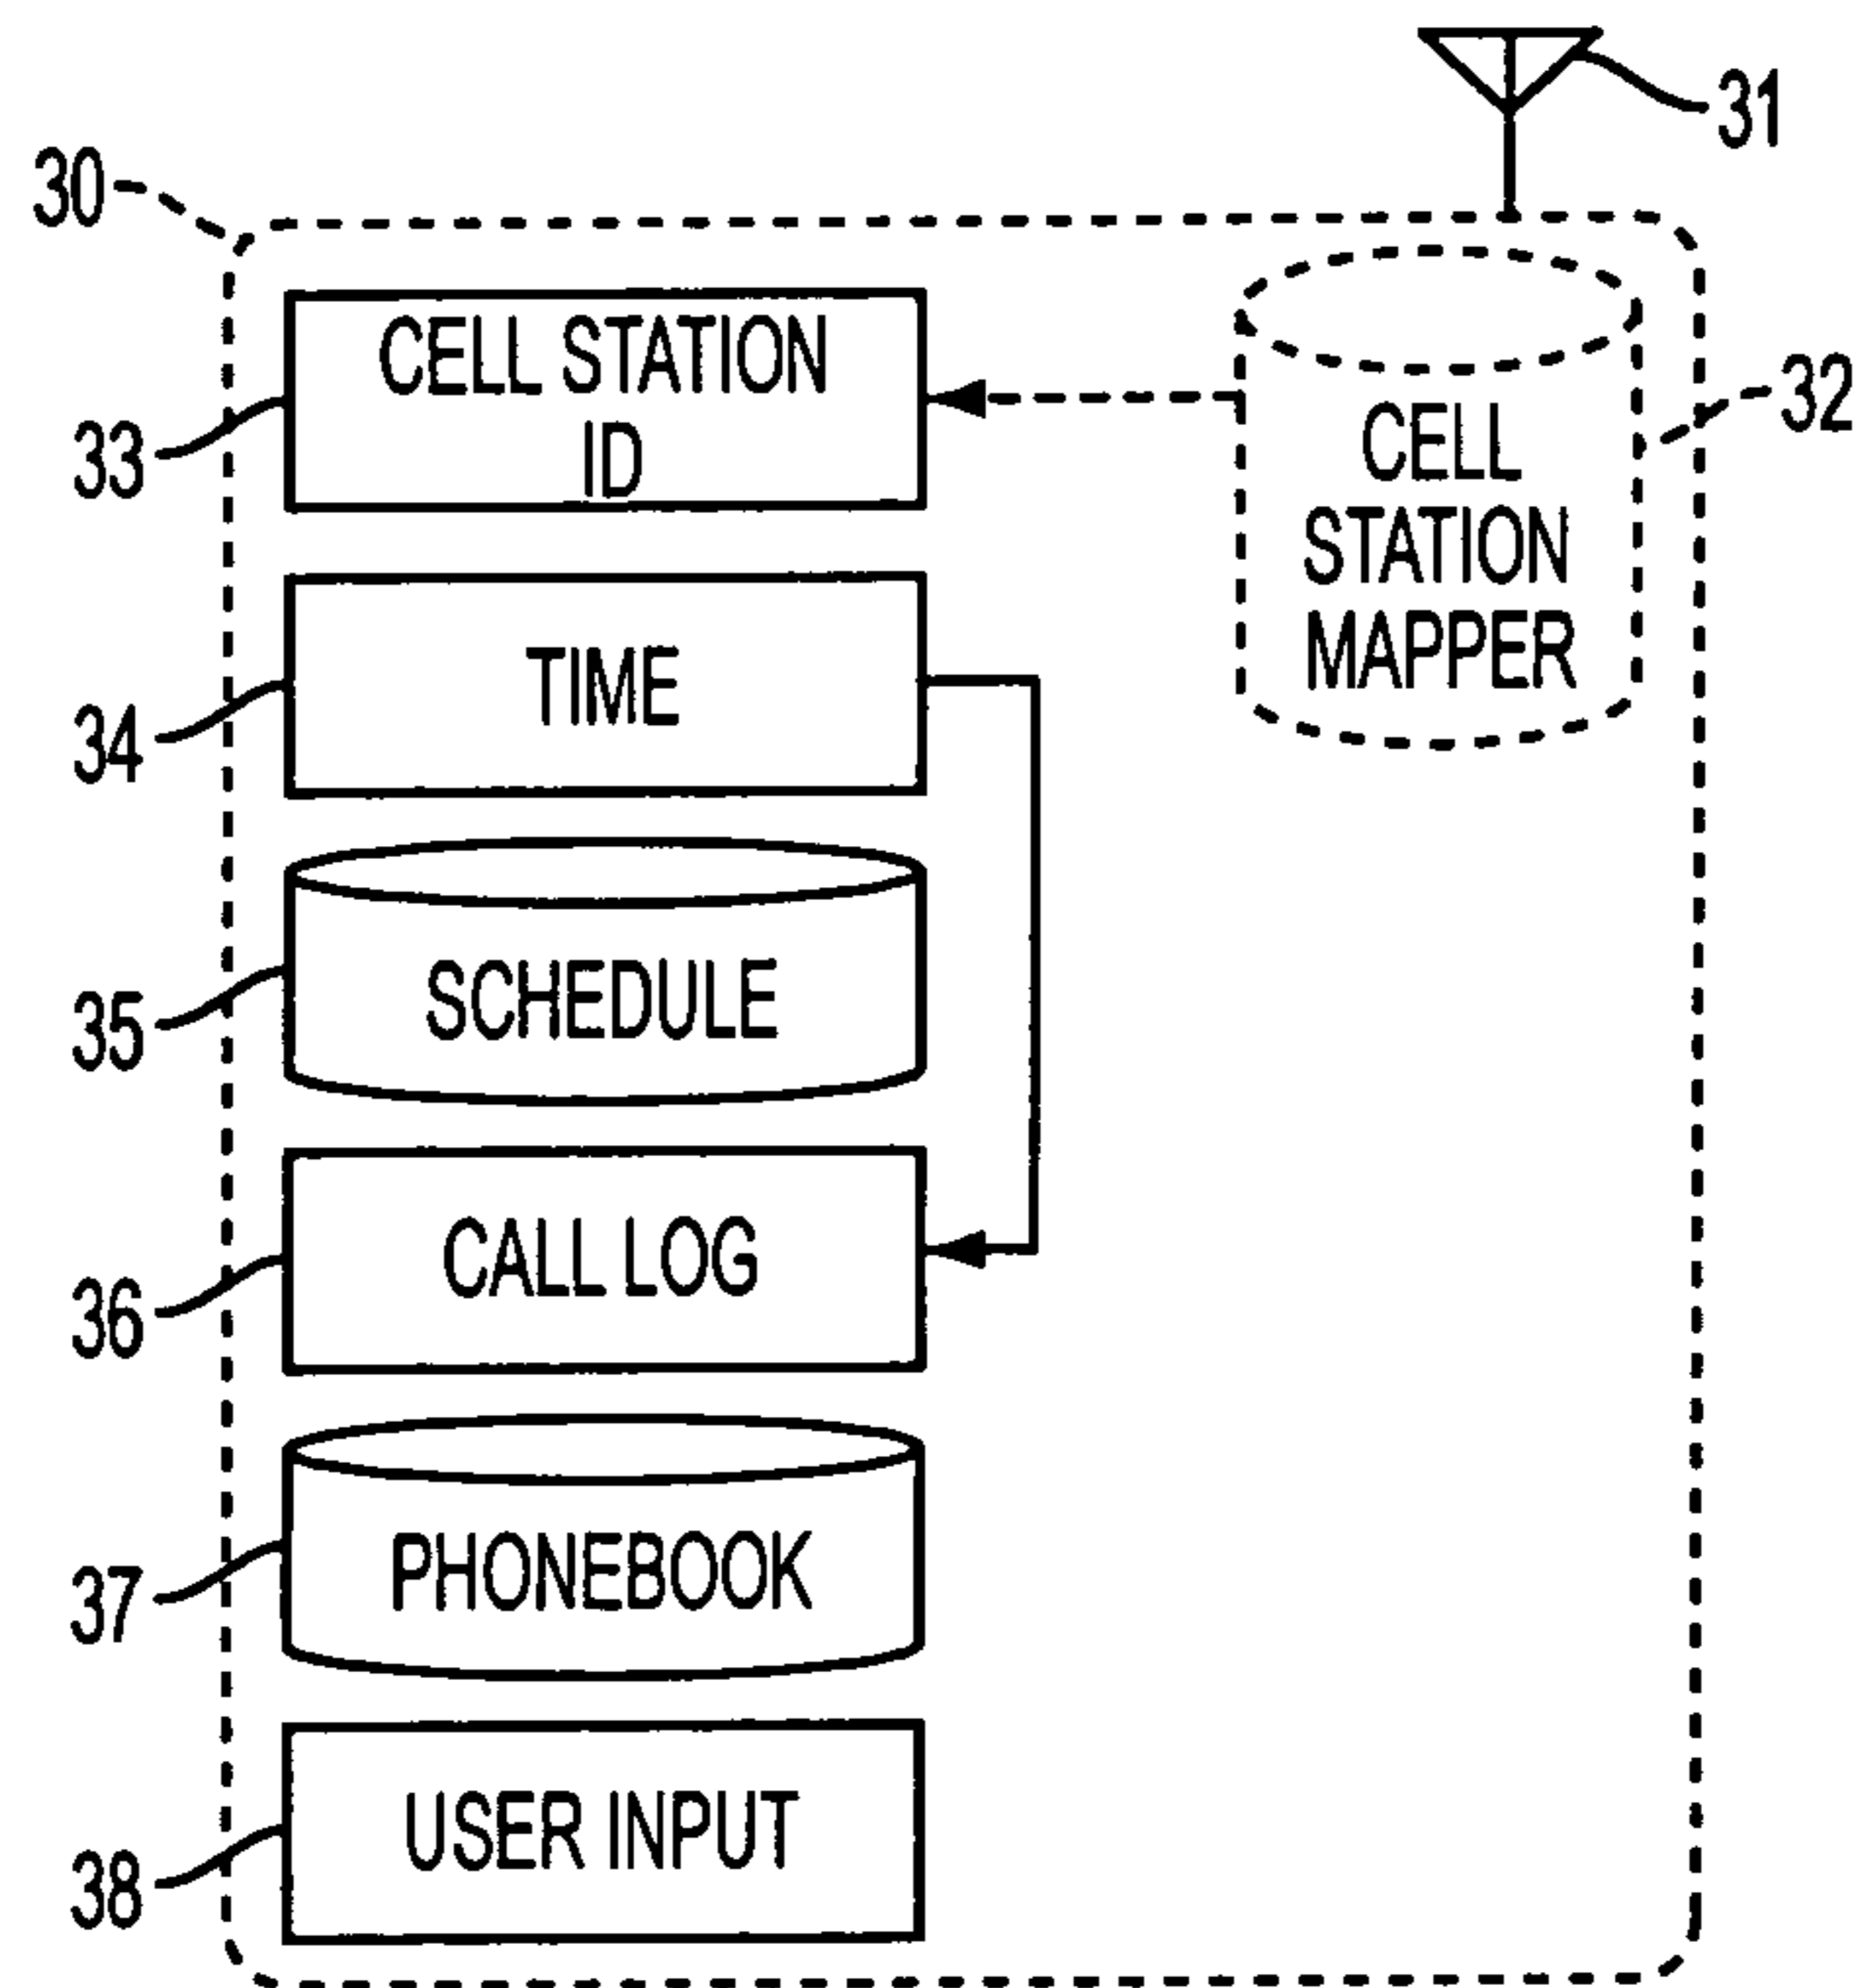 31
30
CELL STATION
ID
33
32
CELL
STATION
MAPPER
TIME
34
SCHEDULE
35
CALL LOG
36
PHONEBOOK
37
USER INPUT
38